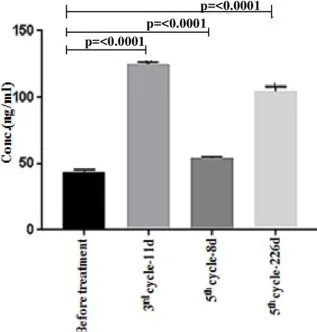 p=<0.0001
p=<0.0001
p=<0.0001
150
100
50
0
Conc.(ng/ml)
Before treatment
3rd cycle-11d
5th cycle-8d
5th cycle-226d